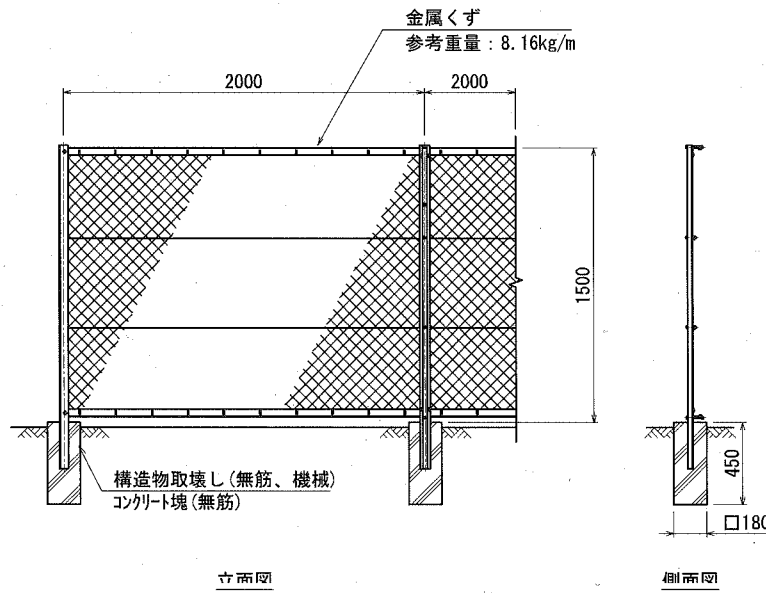 金属くず
参考重量：8.16kg/m
2000
2000
1500
構造物取壊し(無筋、機械)
コンクリート塊(無筋)
450
□180
立面図
側面図